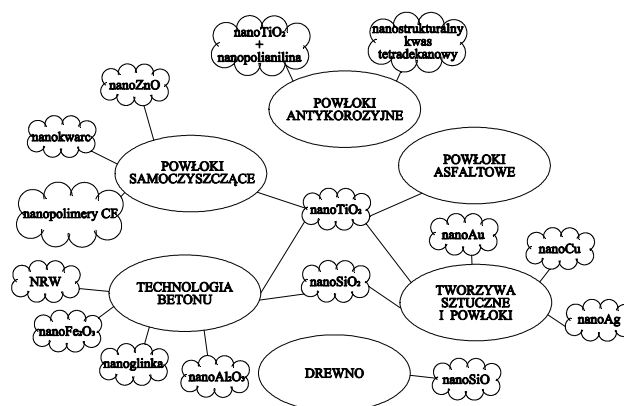 nanoTiO₂
+
nanopolianilina
nanostrukturalny
kwas
tetradekanowy
nanoZnO
POWŁOKI
ANTYKOROZYJNE
nanokwarc
POWŁOKI
SAMOCZYSZCZĄCE
POWŁOKI
ASFALTOWE
nanopolimery CF
nanoTiO₂
nanoAu
nanoCu
NRW
TECHNOLOGIA
BETONU
nanoSiO₂
TWORZYWA
SZTUCZNE
I POWŁOKI
nanoFe₂O₃
nanoAg
nanoglinka
nanoAl₂O₃
DREWNO
nanoSiO